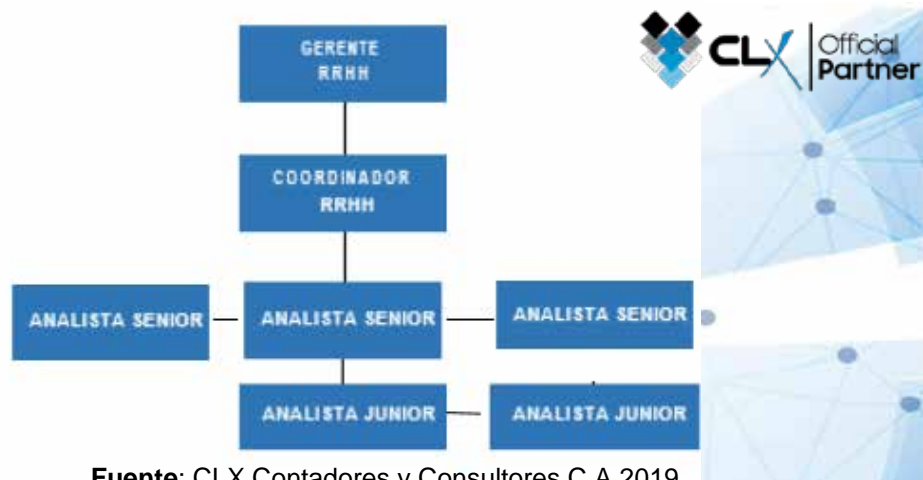 GERENTE
RRHH
CLX Official
Partner
COORDINADOR
RRHH
ANALISTA SENIOR
ANALISTA SENIOR
ANALISTA SENIOR
ANALISTA JUNIOR
ANALISTA JUNIOR
Fuente: CLX Contadores y Consultores C.A 2019